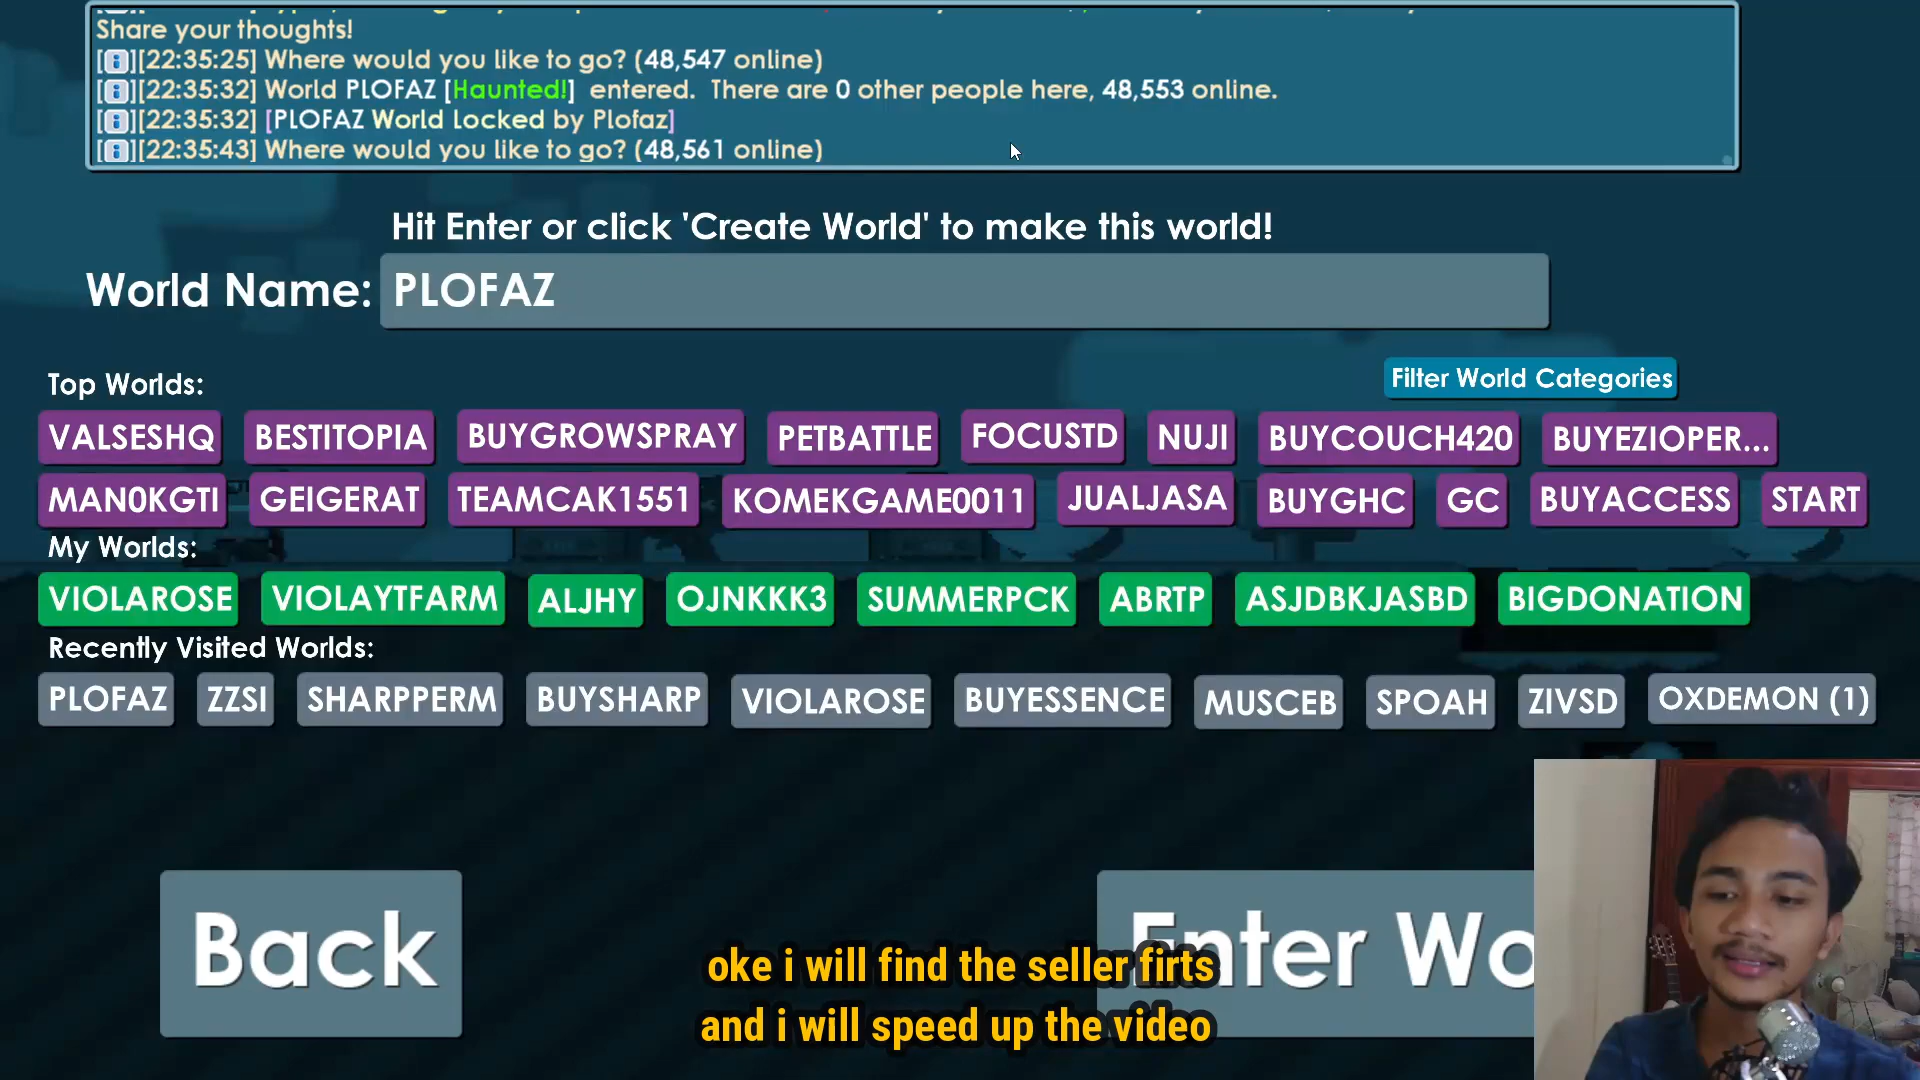 Share your thoughts!
[i][22:35:25] Where would you like to go? (48,547 online)
[i][22:35:32] World PLOFAZ [Haunted!] entered. There are 0 other people here, 48,553 online.
[i][22:35:32] [PLOFAZ World Locked by Plofaz]
[i][22:35:43] Where would you like to go? (48,561 online)
Hit Enter or click 'Create World' to make this world!
World Name: PLOFAZ
Top Worlds:
Filter World Categories
VALSESHQ BESTITOPIA BUYGROWSPRAY PETBATTLE FOCUSTD NUJI BUYCOUCH420 BUYEZIOPER...
MAN0KGTI GEIGERAT TEAMCAK1551 KOMEKGAME0011 JUALJASA BUYGHC GC BUYACCESS START
My Worlds:
VIOLAROSE VIOLAYTFARM ALJHY OJNKKK3 SUMMERPCK ABRTP ASJDBKJASBD BIGDONATION
Recently Visited Worlds:
PLOFAZ ZZSI SHARPPERM BUYSHARP VIOLAROSE BUYESSENCE MUSCEB SPOAH ZIVSD OXDEMON (1)
Back
Enter Wo
oke i will find the seller firts
and i will speed up the video